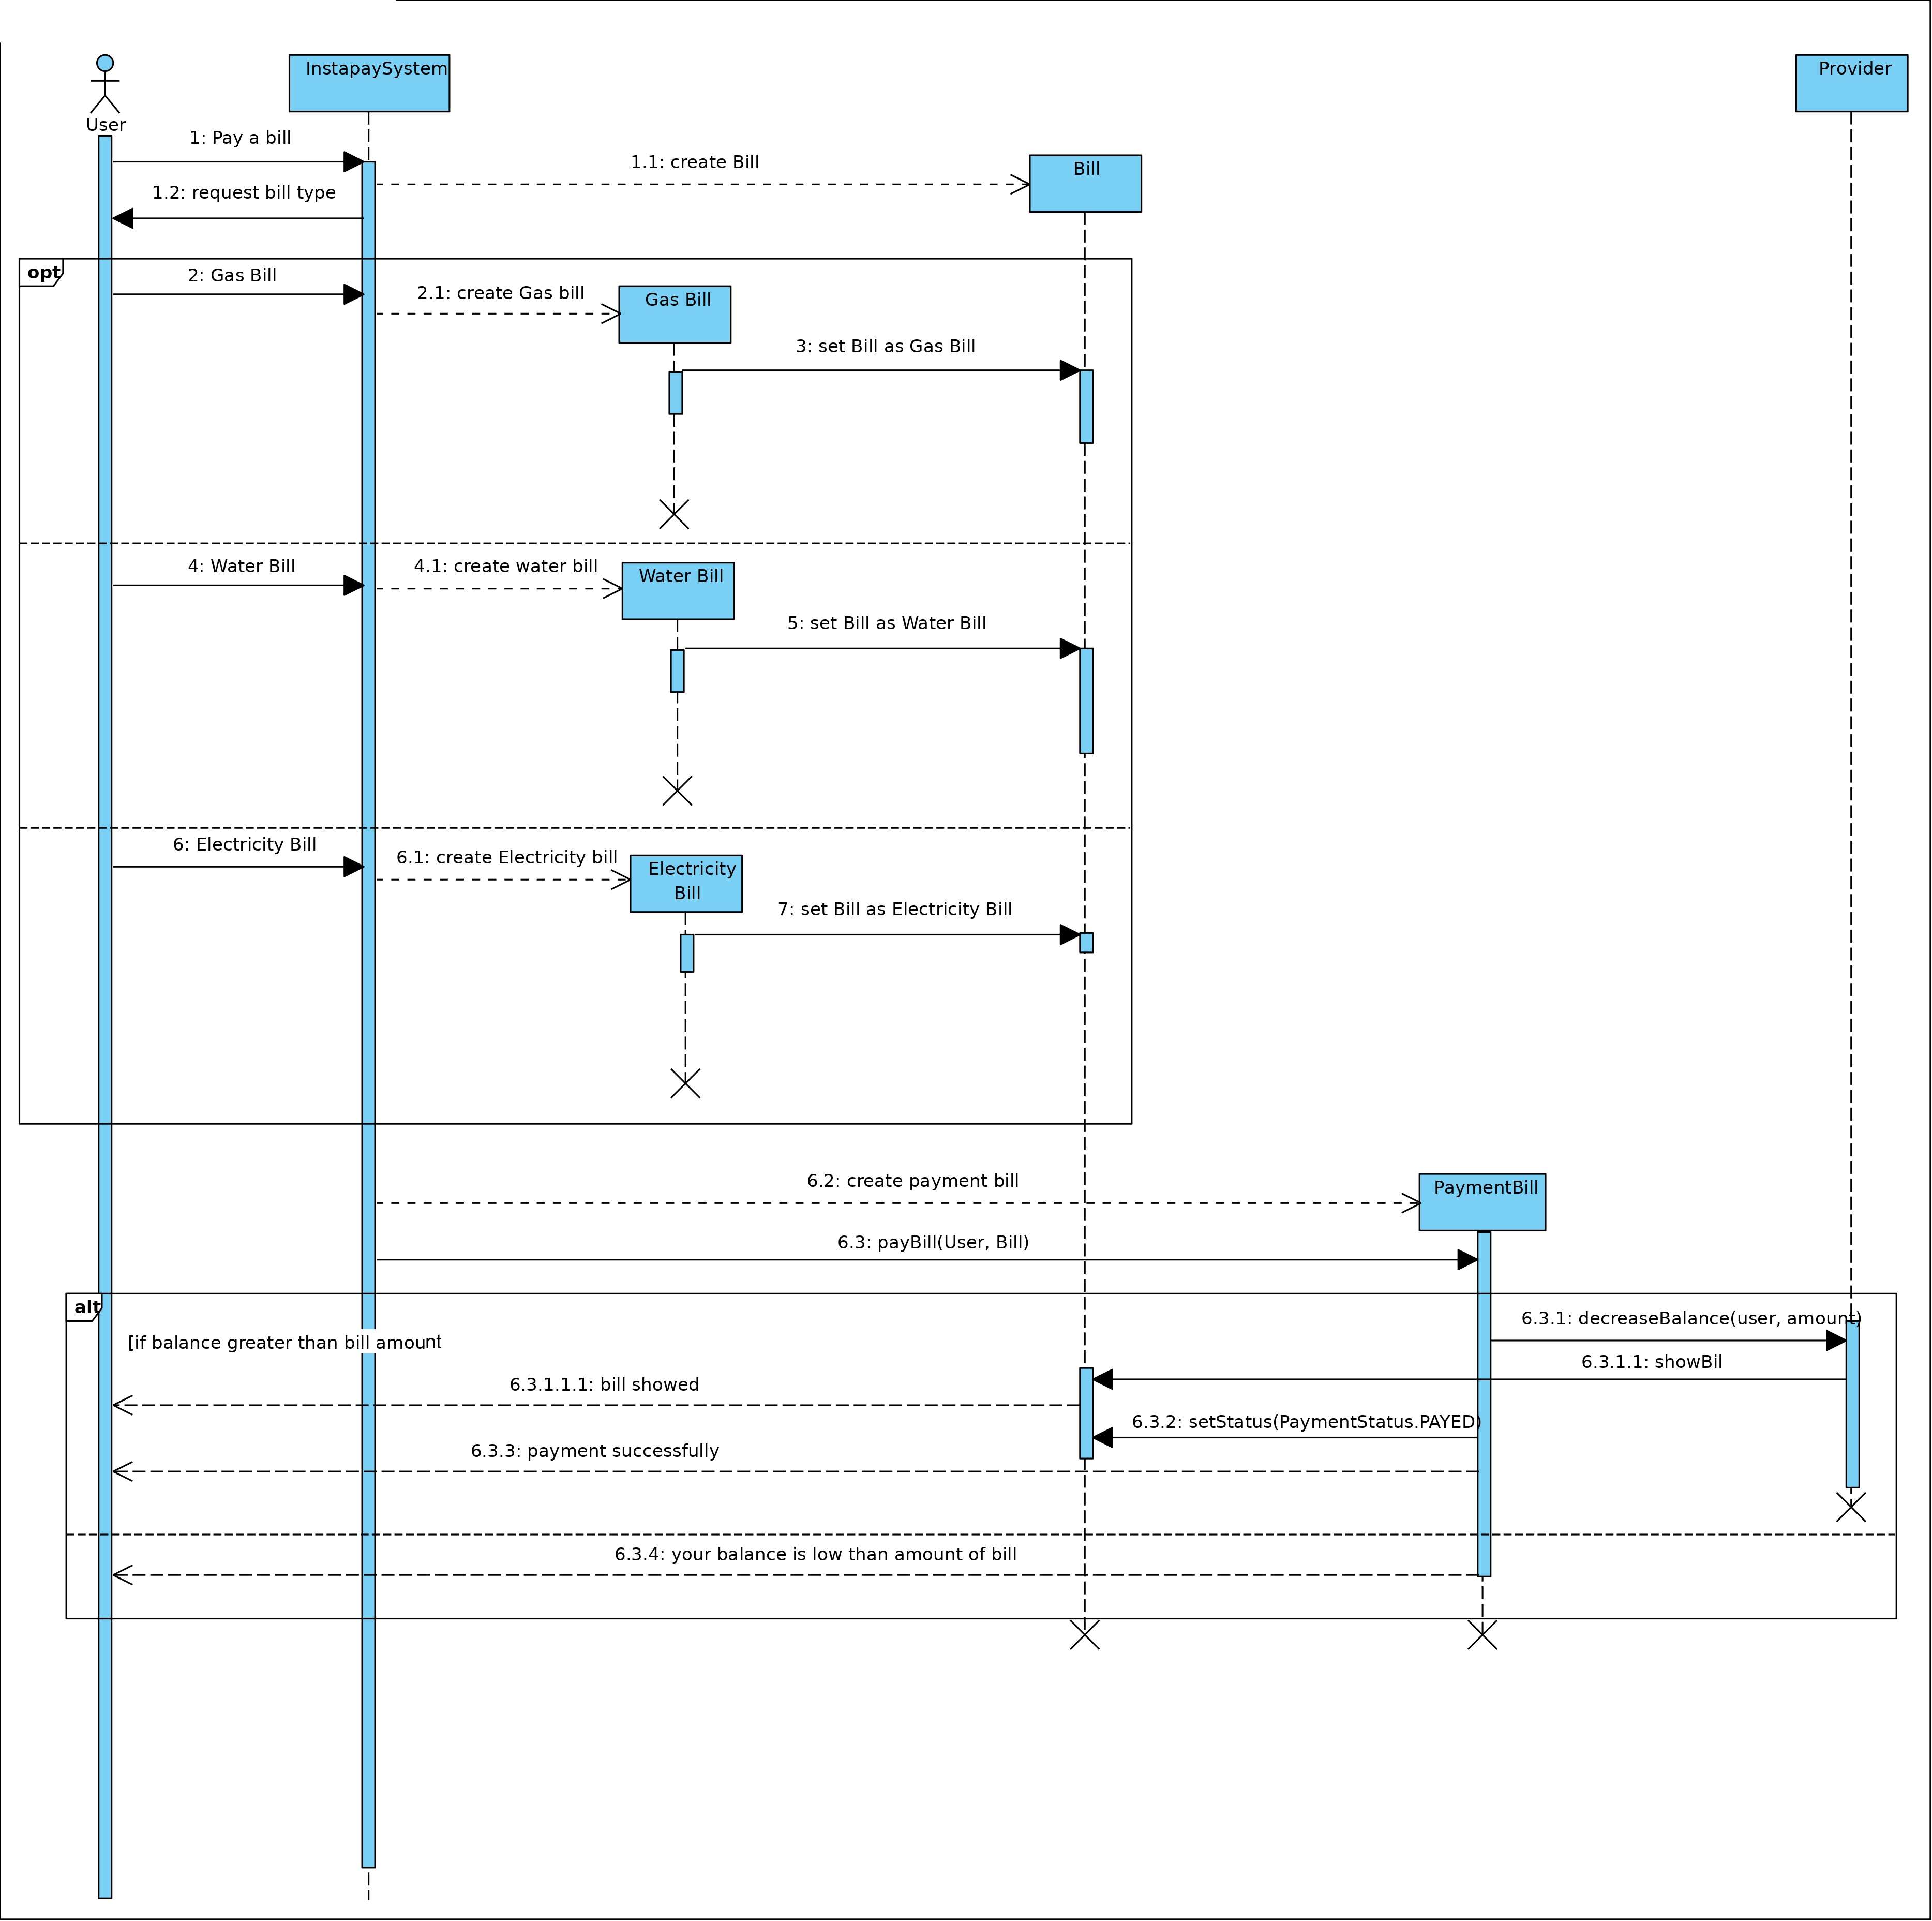 InstapaySystem
Provider
User
1: Pay a bill
1.1: create Bill
Bill
1.2: request bill type
opt
2: Gas Bill
2.1: create Gas bill
Gas Bill
3: set Bill as Gas Bill
4: Water Bill
4.1: create water bill
Water Bill
5: set Bill as Water Bill
6: Electricity Bill
6.1: create Electricity bill
Electricity
Bill
7: set Bill as Electricity Bill
6.2: create payment bill
PaymentBill
6.3: payBill(User, Bill)
alt
6.3.1: decreaseBalance(user, amount)
[if balance greater than bill amount
6.3.1.1: showBil
6.3.1.1.1: bill showed
6.3.2: setStatus(PaymentStatus.PAYED)
6.3.3: payment successfully
6.3.4: your balance is low than amount of bill